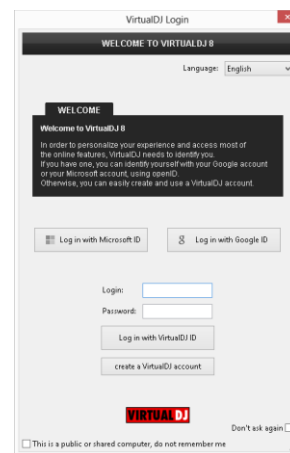 VirtualDJ Login
x
WELCOME TO VIRTUALDJ 8
Language: English
WELCOME
Welcome to VirtualDJ 8
In order to personalize your experience and access most of
the online features, VirtualDJ needs to identify you.
If you have one, you can identify yourself with your Google account
or your Microsoft account, using openID.
Otherwise, you can easily create and use a VirtualDJ account.
Log in with Microsoft ID
g Log in with Google ID
Login:
Password:
Log in with VirtualDJ ID
create a VirtualDJ account
VIRTUAL DJ
Don't ask again
This is a public or shared computer, do not remember me